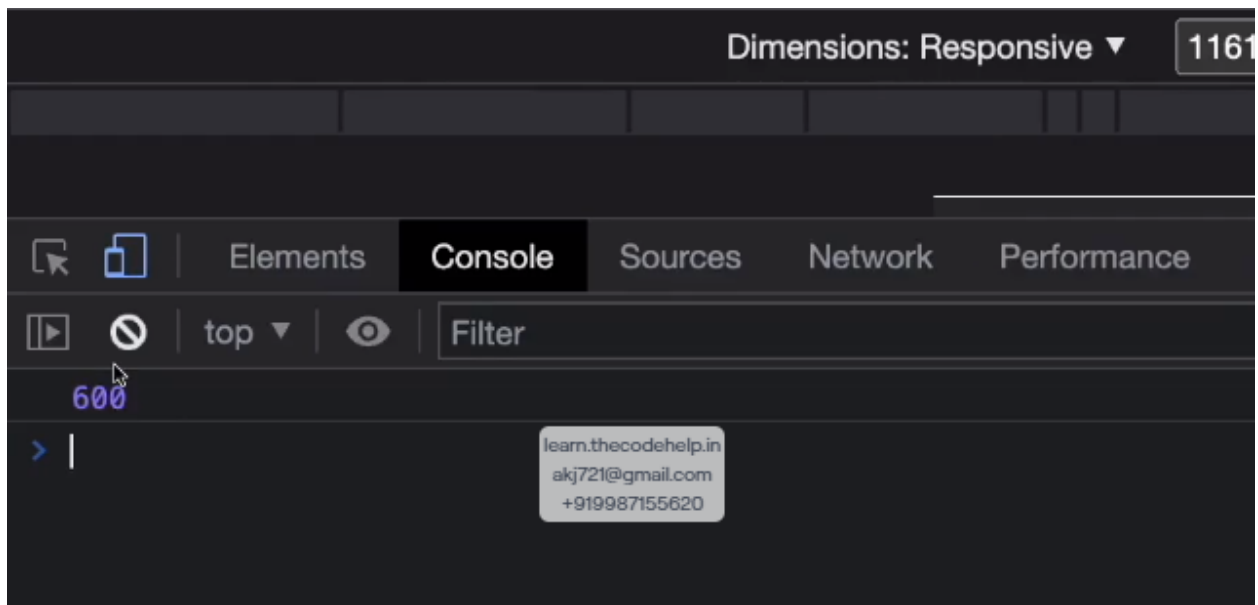 Dimensions: Responsive ▼ 1161
Elements Console Sources Network Performance
top ▼ Filter
600
>
learn.thecodehelp.in
akj721@gmail.com
+919987155620